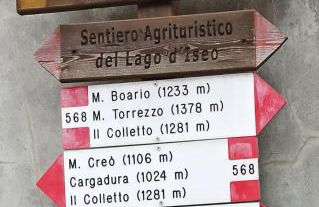 Sentiero Agrituristico
del Lago d'Iseo
M. Boario (1233 m)
568 M. Torrezzo (1378 m)
Il Colletto (1281 m)
M. Creò (1106 m)
Cargadura (1024 m) 568
Il Colletto (1281 m)